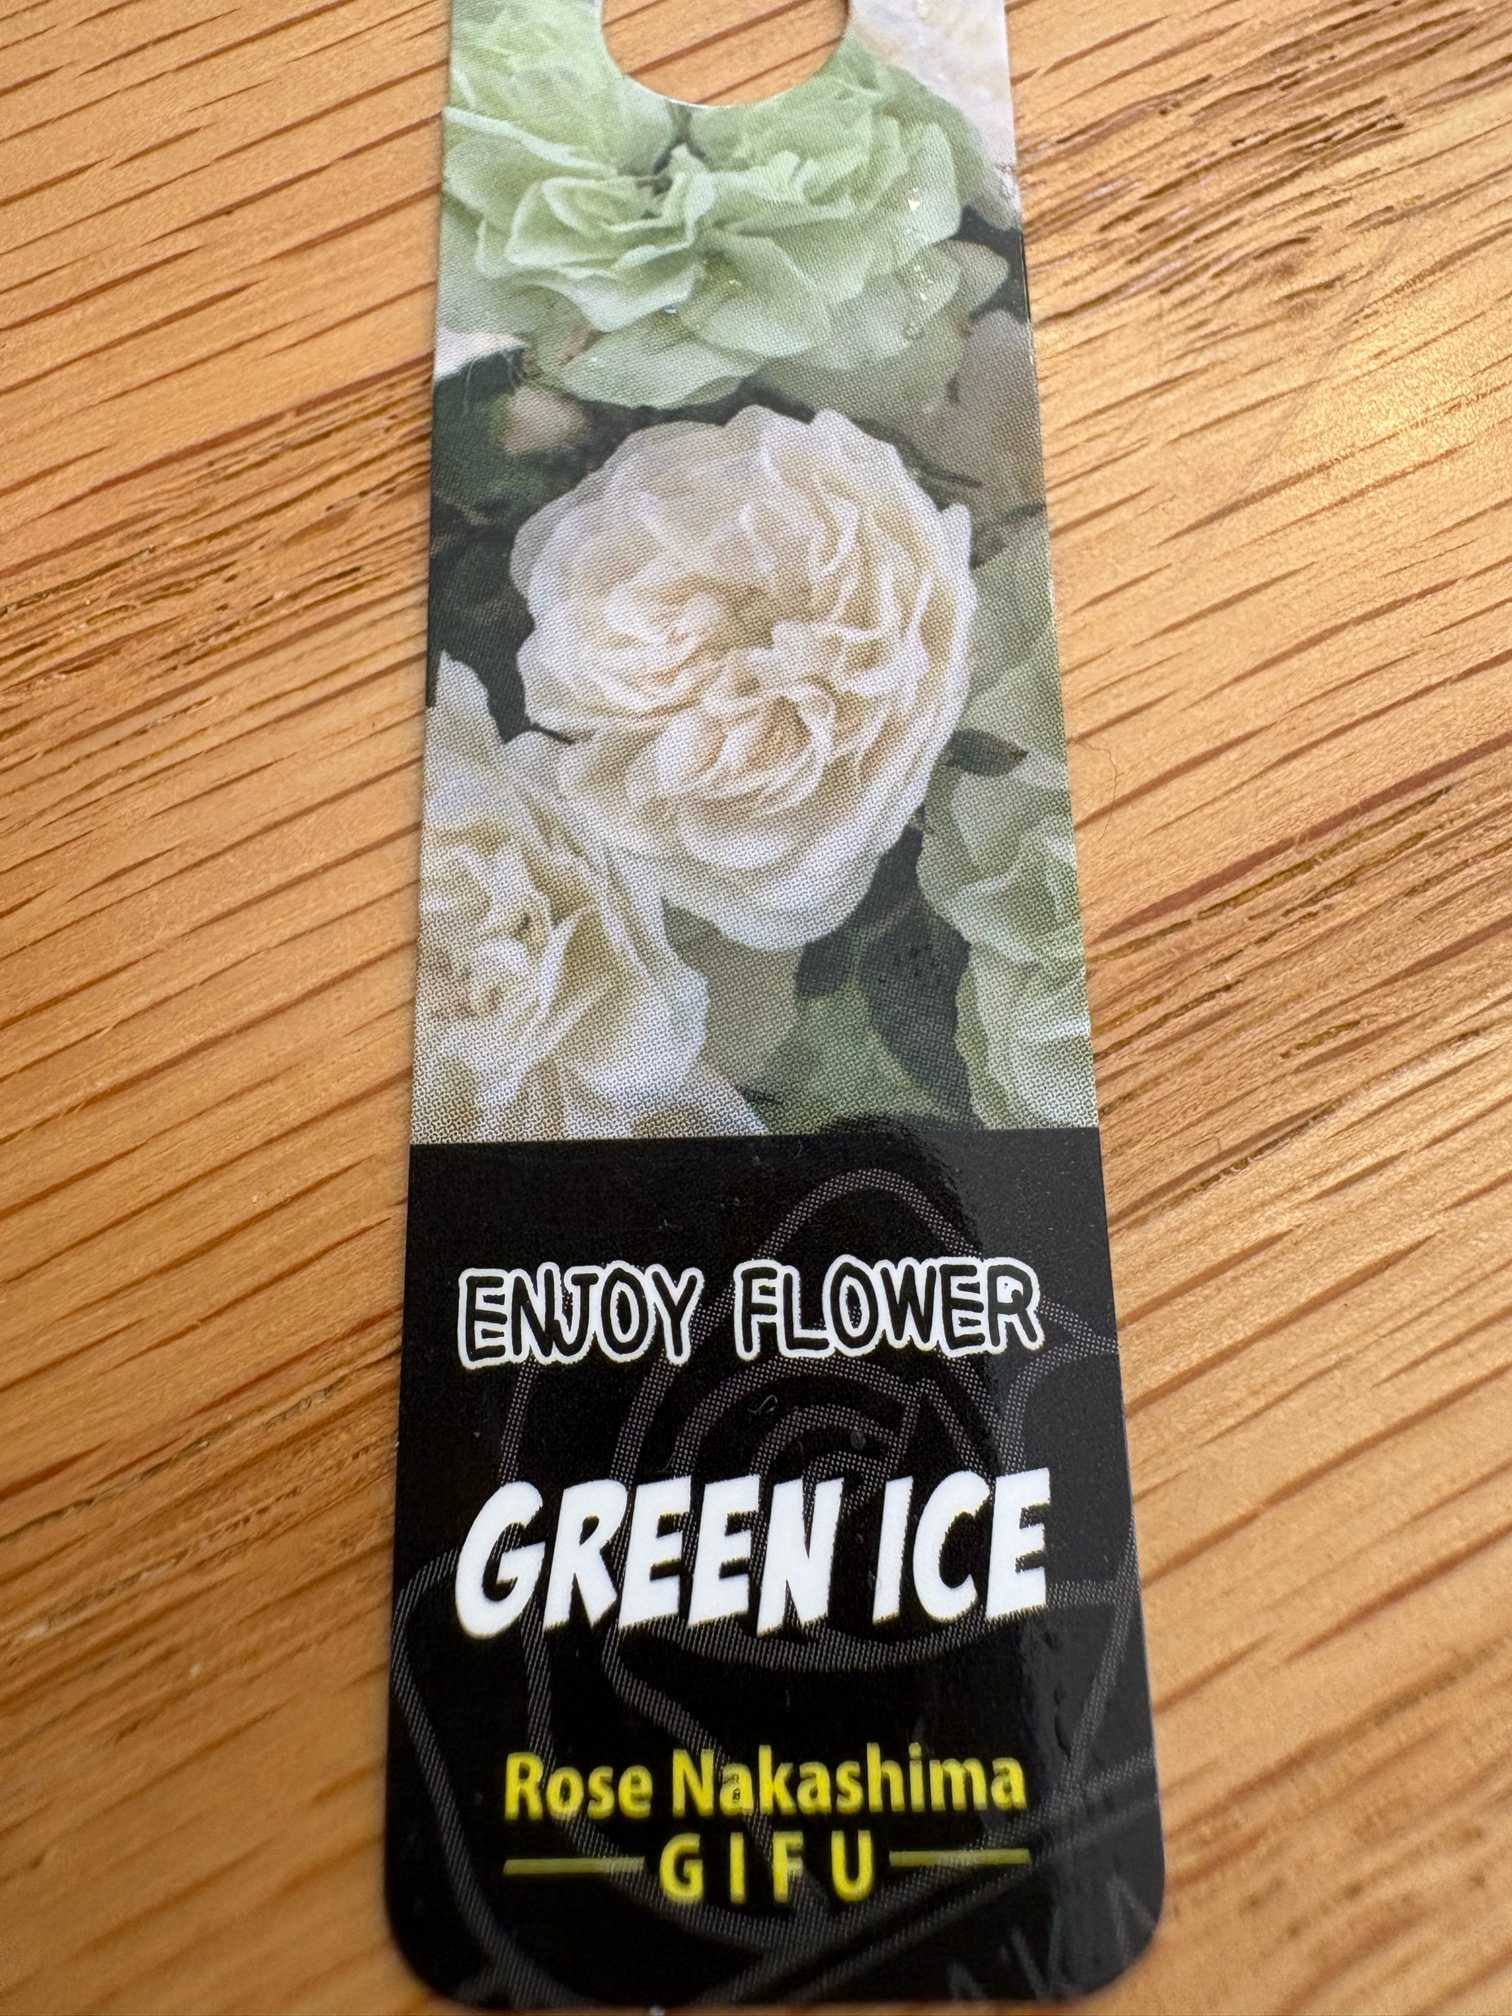 ENJOY FLOWER
GREEN ICE
Rose Nakashima
GIFU